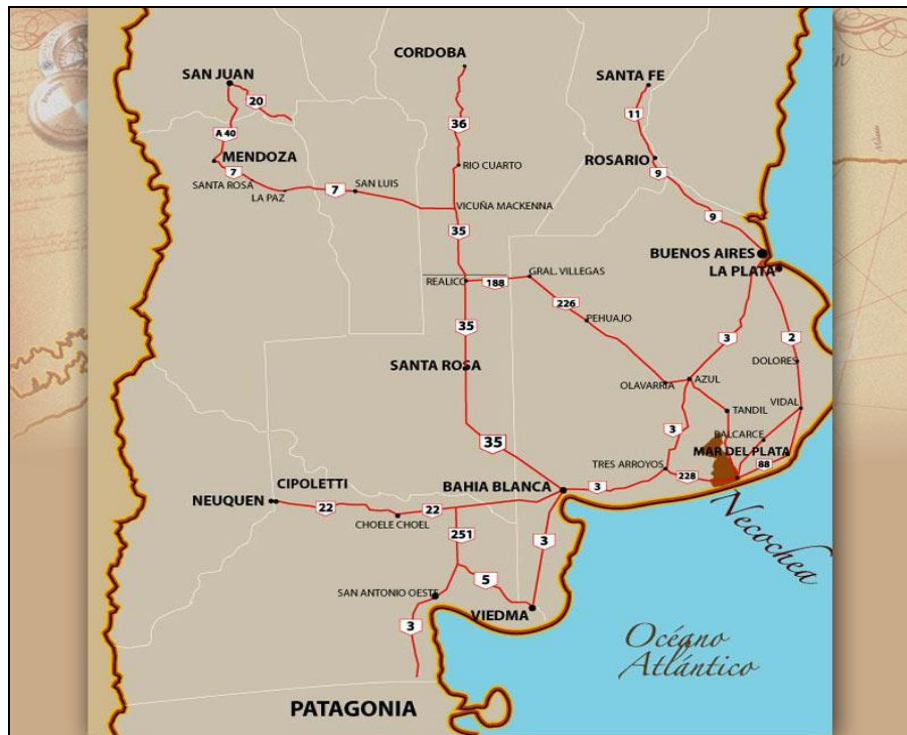 CORDOBA
SAN JUAN
SANTA FE
20
11
36
A 40
MENDOZA
ROSARIO
RIO CUARTO
7
9
SANTA ROSA
LA PAZ
7
SAN LUIS
VICUÑA MACKENNA
9
35
BUENOS AIRES
LA PLATA
REALICO
188
GRAL. VILLEGAS
226
PEHUAJO
35
3
2
SANTA ROSA
DOLORES
OLAVARRIA
AZUL
TANDIL
VIDAL
3
35
BALCARCE
MAR DEL PLATA
TRES ARROYOS
88
228
CIPOLETTI
NEUQUEN
BAHIA BLANCA
3
22
22
CHOELE CHOEL
Necochea
251
3
5
SAN ANTONIO OESTE
VIEDMA
3
Océano
Atlántico
PATAGONIA